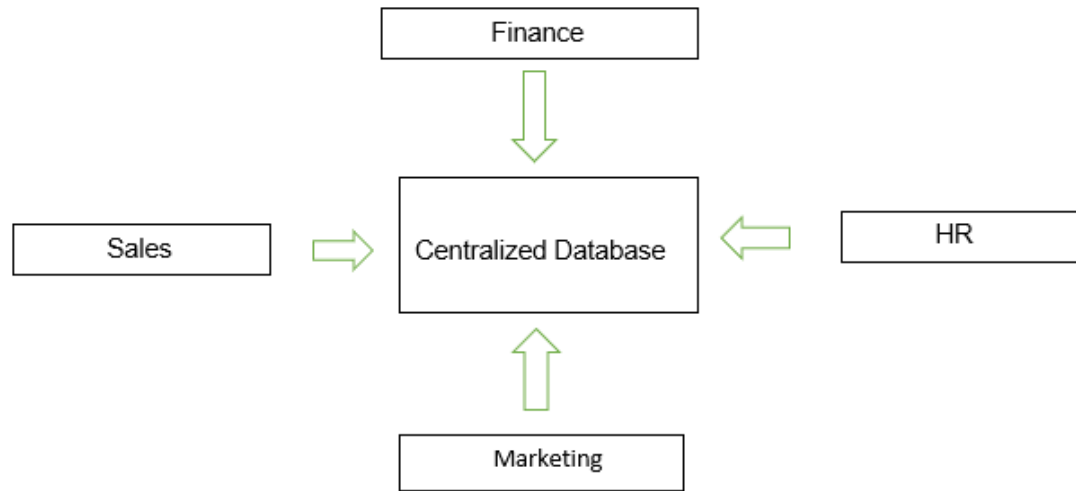 Finance
Sales
Centralized Database
HR
Marketing